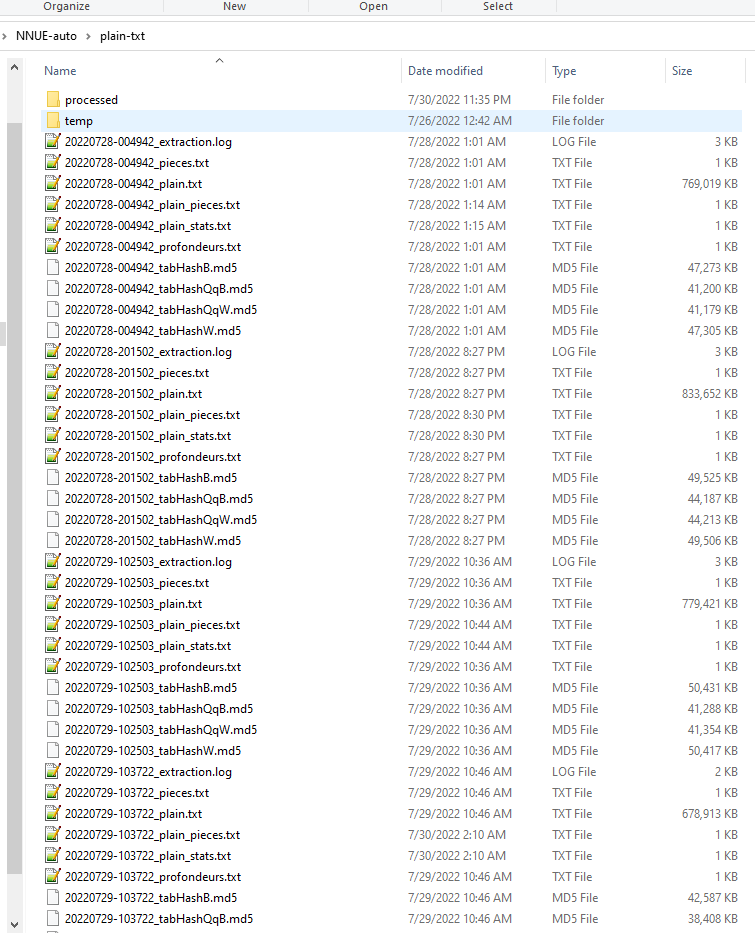 Organize New Open Select
NNUE-auto plain-txt
Name Date modified Type Size
processed 7/30/2022 11:35 PM File folder
temp 7/26/2022 12:42 AM File folder
20220728-004942_extraction.log 7/28/2022 1:01 AM LOG File 3 KB
20220728-004942_pieces.txt 7/28/2022 1:01 AM TXT File 1 KB
20220728-004942_plain.txt 7/28/2022 1:01 AM TXT File 769,019 KB
20220728-004942_plain_pieces.txt 7/28/2022 1:14 AM TXT File 1 KB
20220728-004942_plain_stats.txt 7/28/2022 1:15 AM TXT File 1 KB
20220728-004942_profondeurs.txt 7/28/2022 1:01 AM TXT File 1 KB
20220728-004942_tabHashB.md5 7/28/2022 1:01 AM MD5 File 47,273 KB
20220728-004942_tabHashQqB.md5 7/28/2022 1:01 AM MD5 File 41,200 KB
20220728-004942_tabHashQqW.md5 7/28/2022 1:01 AM MD5 File 41,179 KB
20220728-004942_tabHashW.md5 7/28/2022 1:01 AM MD5 File 47,305 KB
20220728-201502_extraction.log 7/28/2022 8:27 PM LOG File 3 KB
20220728-201502_pieces.txt 7/28/2022 8:27 PM TXT File 1 KB
20220728-201502_plain.txt 7/28/2022 8:27 PM TXT File 833,652 KB
20220728-201502_plain_pieces.txt 7/28/2022 8:30 PM TXT File 1 KB
20220728-201502_plain_stats.txt 7/28/2022 8:30 PM TXT File 1 KB
20220728-201502_profondeurs.txt 7/28/2022 8:27 PM TXT File 1 KB
20220728-201502_tabHashB.md5 7/28/2022 8:27 PM MD5 File 49,525 KB
20220728-201502_tabHashQqB.md5 7/28/2022 8:27 PM MD5 File 44,187 KB
20220728-201502_tabHashQqW.md5 7/28/2022 8:27 PM MD5 File 44,213 KB
20220728-201502_tabHashW.md5 7/28/2022 8:27 PM MD5 File 49,506 KB
20220729-102503_extraction.log 7/29/2022 10:36 AM LOG File 3 KB
20220729-102503_pieces.txt 7/29/2022 10:36 AM TXT File 1 KB
20220729-102503_plain.txt 7/29/2022 10:36 AM TXT File 779,421 KB
20220729-102503_plain_pieces.txt 7/29/2022 10:44 AM TXT File 1 KB
20220729-102503_plain_stats.txt 7/29/2022 10:44 AM TXT File 1 KB
20220729-102503_profondeurs.txt 7/29/2022 10:36 AM TXT File 1 KB
20220729-102503_tabHashB.md5 7/29/2022 10:36 AM MD5 File 50,431 KB
20220729-102503_tabHashQqB.md5 7/29/2022 10:36 AM MD5 File 41,288 KB
20220729-102503_tabHashQqW.md5 7/29/2022 10:36 AM MD5 File 41,354 KB
20220729-102503_tabHashW.md5 7/29/2022 10:36 AM MD5 File 50,417 KB
20220729-103722_extraction.log 7/29/2022 10:46 AM LOG File 2 KB
20220729-103722_pieces.txt 7/29/2022 10:46 AM TXT File 1 KB
20220729-103722_plain.txt 7/29/2022 10:46 AM TXT File 678,913 KB
20220729-103722_plain_pieces.txt 7/30/2022 2:10 AM TXT File 1 KB
20220729-103722_plain_stats.txt 7/30/2022 2:10 AM TXT File 1 KB
20220729-103722_profondeurs.txt 7/29/2022 10:46 AM TXT File 1 KB
20220729-103722_tabHashB.md5 7/29/2022 10:46 AM MD5 File 42,587 KB
20220729-103722_tabHashQqB.md5 7/29/2022 10:46 AM MD5 File 38,408 KB